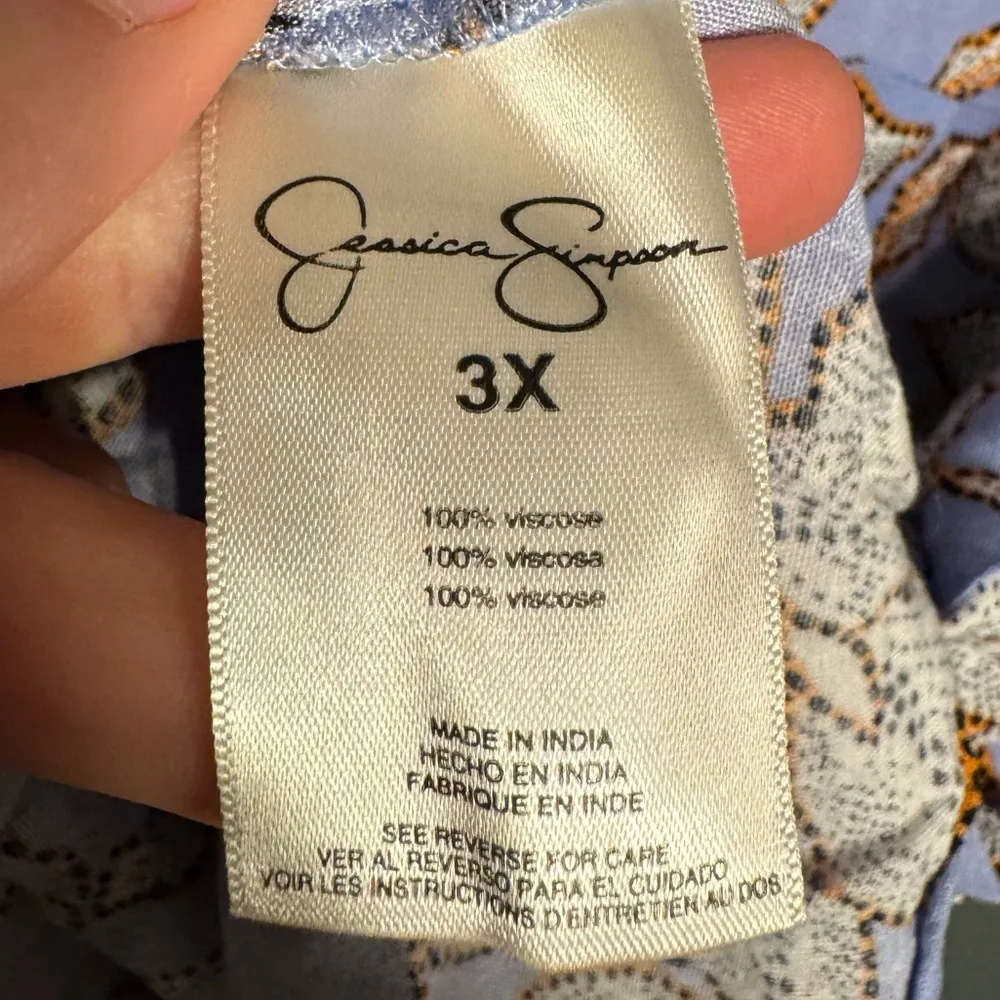 Jessica Simpson
3X
100% viscose
100% viscosa
100% viscose
MADE IN INDIA
HECHO EN INDIA
FABRIQUE EN INDE
SEE REVERSE FOR CARE
VER AL REVERSO PARA EL CUIDADO
VOIR LES INSTRUCTIONS D'ENTRETIEN AU DOS